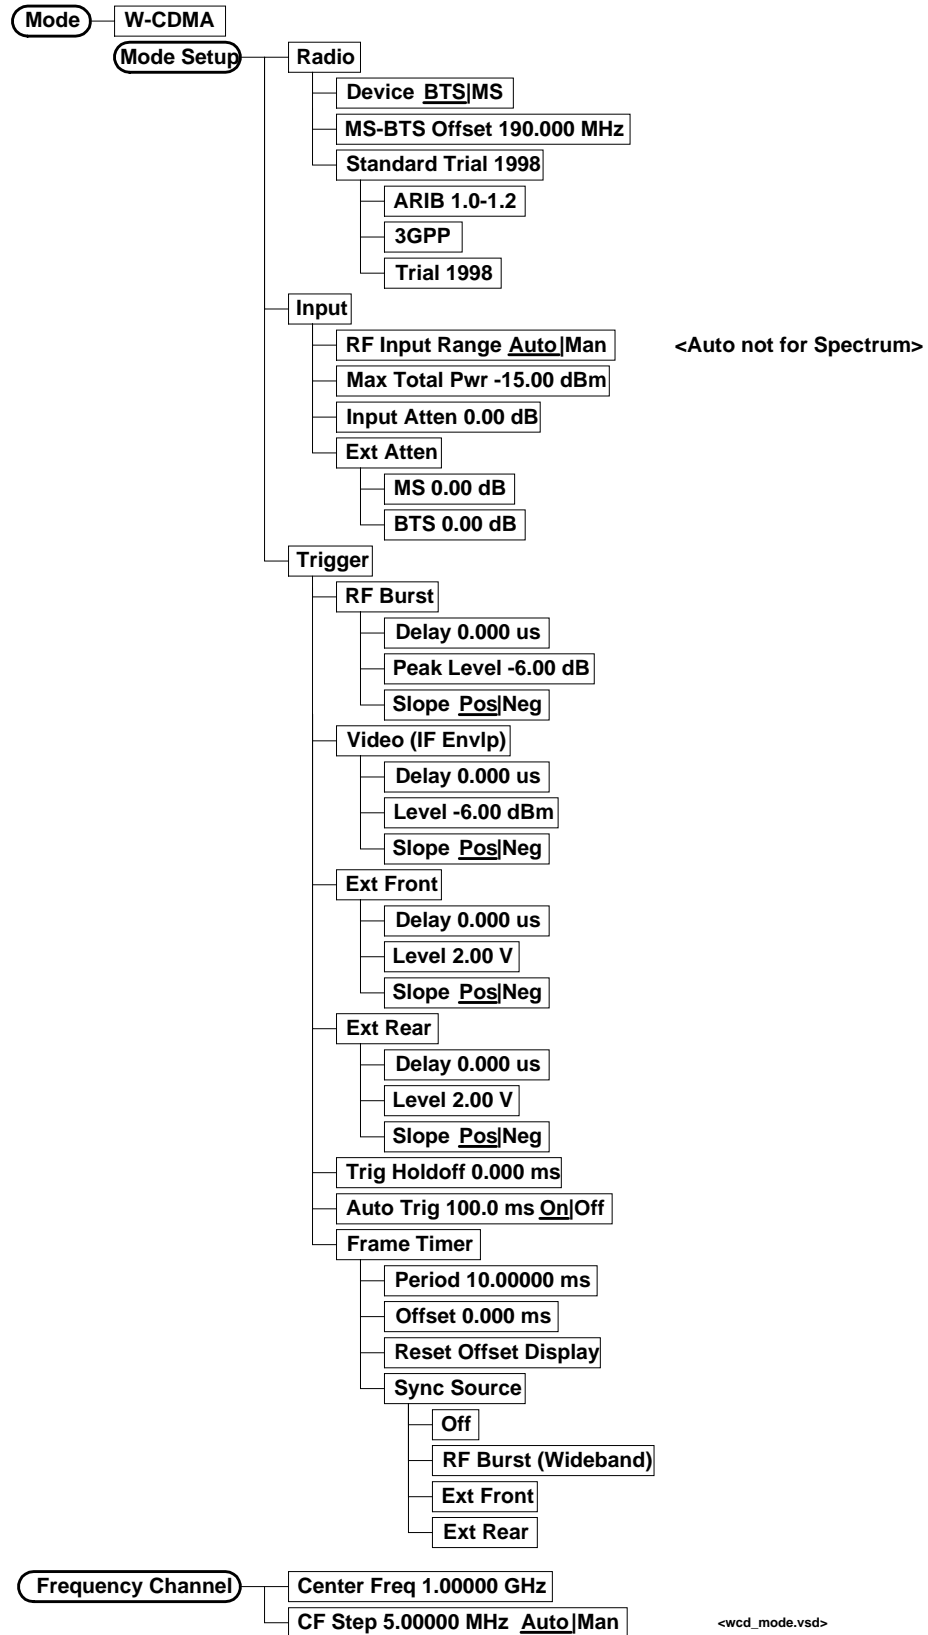 Mode
W-CDMA
Mode Setup
Radio
Device BTS|MS
MS-BTS Offset 190.000 MHz
Standard Trial 1998
ARIB 1.0-1.2
3GPP
Trial 1998
Input
RF Input Range Auto|Man <Auto not for Spectrum>
Max Total Pwr -15.00 dBm
Input Atten 0.00 dB
Ext Atten
MS 0.00 dB
BTS 0.00 dB
Trigger
RF Burst
Delay 0.000 us
Peak Level -6.00 dB
Slope Pos|Neg
Video (IF Envlp)
Delay 0.000 us
Level -6.00 dBm
Slope Pos|Neg
Ext Front
Delay 0.000 us
Level 2.00 V
Slope Pos|Neg
Ext Rear
Delay 0.000 us
Level 2.00 V
Slope Pos|Neg
Trig Holdoff 0.000 ms
Auto Trig 100.0 ms On|Off
Frame Timer
Period 10.00000 ms
Offset 0.000 ms
Reset Offset Display
Sync Source
Off
RF Burst (Wideband)
Ext Front
Ext Rear
Frequency Channel
Center Freq 1.00000 GHz
CF Step 5.00000 MHz Auto|Man
<wcd_mode.vsd>